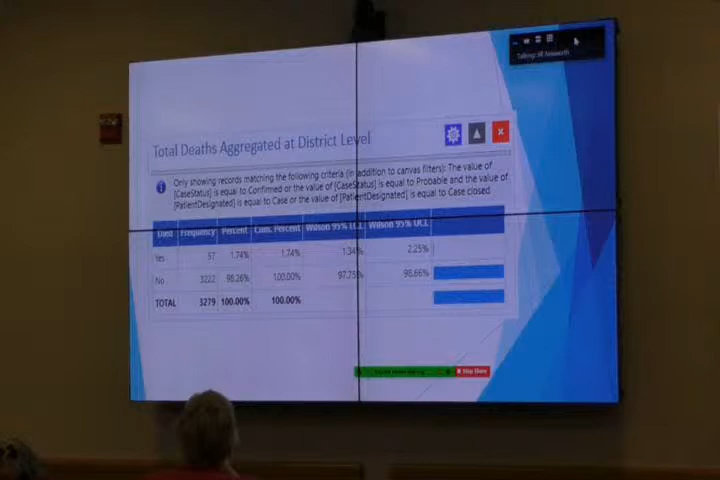 Talking: Jill Ainsworth
Total Deaths Aggregated at District Level
Only showing records matching the following criteria (in addition to canvas filters): The value of
[CaseStatus] is equal to Confirmed or the value of [CaseStatus] is equal to Probable and the value of
[PatientDesignated] is equal to Case or the value of [PatientDesignated] is equal to Case closed
Died Frequency Percent Cum. Percent Wilson 95% LCL Wilson 95% UCL
Yes 57 1.74% 1.74% 1.34% 2.25%
No 3222 98.26% 100.00% 97.75% 98.66%
TOTAL 3279 100.00% 100.00%
Stop Share